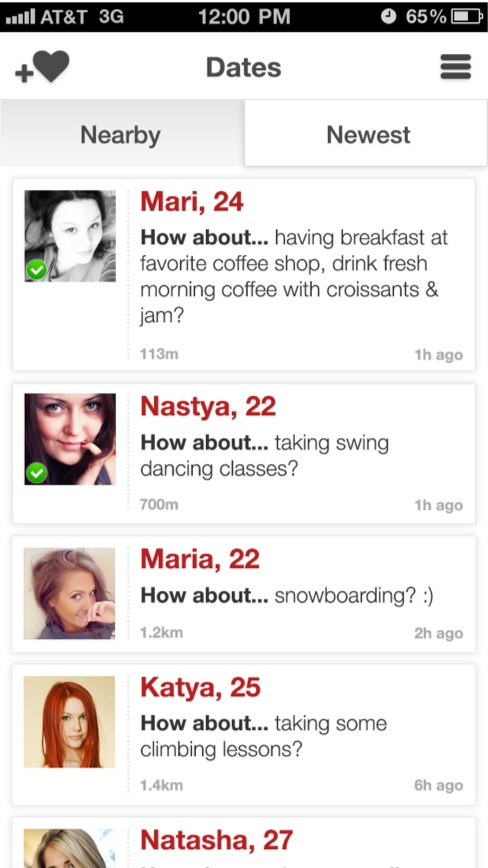 AT&T 3G 12:00 PM 65%
Dates
Nearby Newest
Mari, 24
How about... having breakfast at
favorite coffee shop, drink fresh
morning coffee with croissants &
jam?
113m 1h ago
Nastya, 22
How about... taking swing
dancing classes?
700m 1h ago
Maria, 22
How about... snowboarding? :)
1.2km 2h ago
Katya, 25
How about... taking some
climbing lessons?
1.4km 6h ago
Natasha, 27